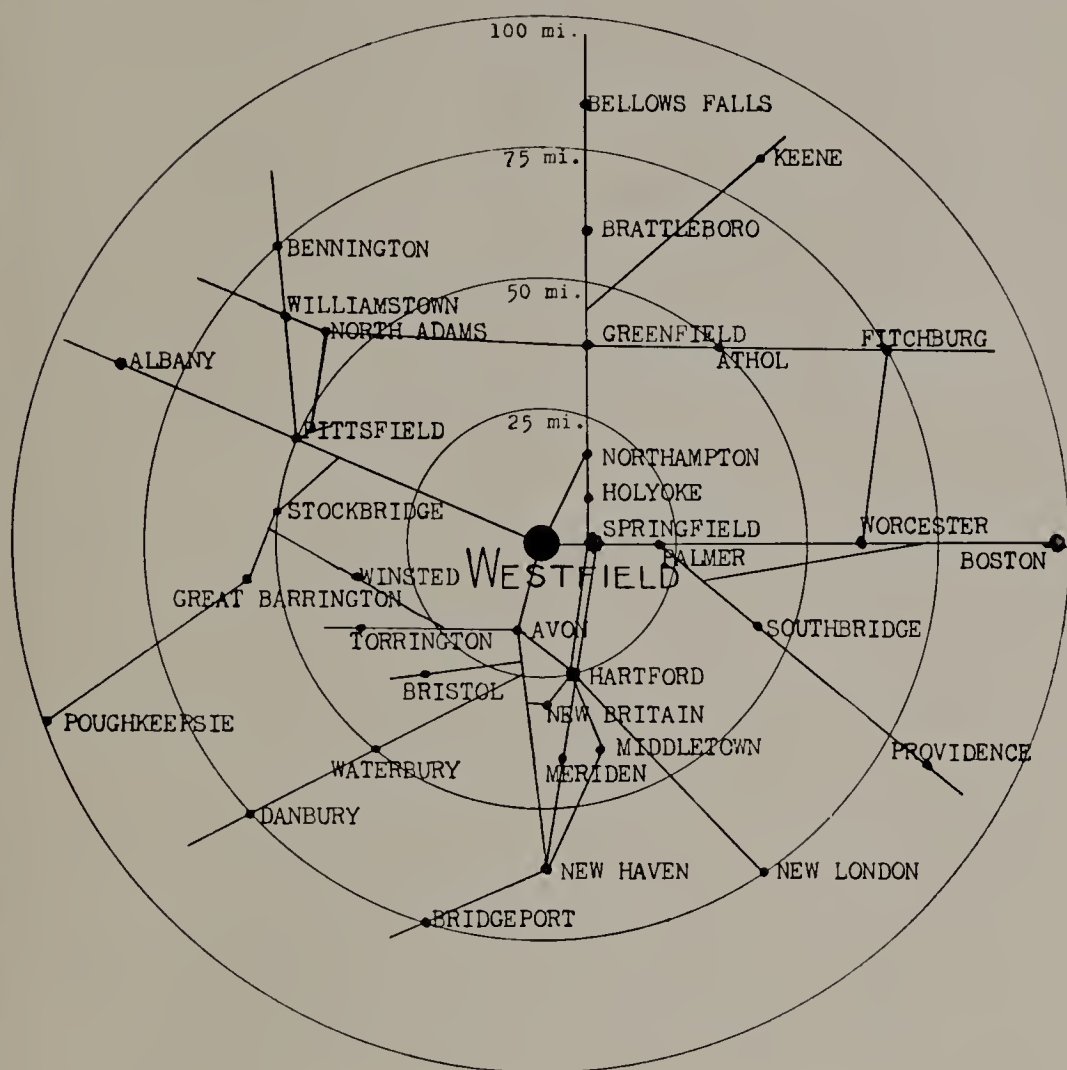 100 mi.
BELLOWS FALLS
75 mi.
KEENE
BRATTLEBORO
BENNINGTON
50 mi.
WILLIAMSTOWN
NORTH ADAMS
GREENFIELD
FITCHBURG
ATHOL
ALBANY
25 mi.
PITTSFIELD
NORTHAMPTON
HOLYOKE
STOCKBRIDGE
SPRINGFIELD
WORCESTER
PALMER
BOSTON
WESTFIELD
WINSTED
GREAT BARRINGTON
AVON
TORRINGTON
SOUTHBRIDGE
HARTFORD
BRISTOL
NEW BRITAIN
POUGHKEERSIE
MIDDLETOWN
PROVIDENCE
WATERBURY
MERIDEN
DANBURY
NEW HAVEN
NEW LONDON
BRIDGEPORT